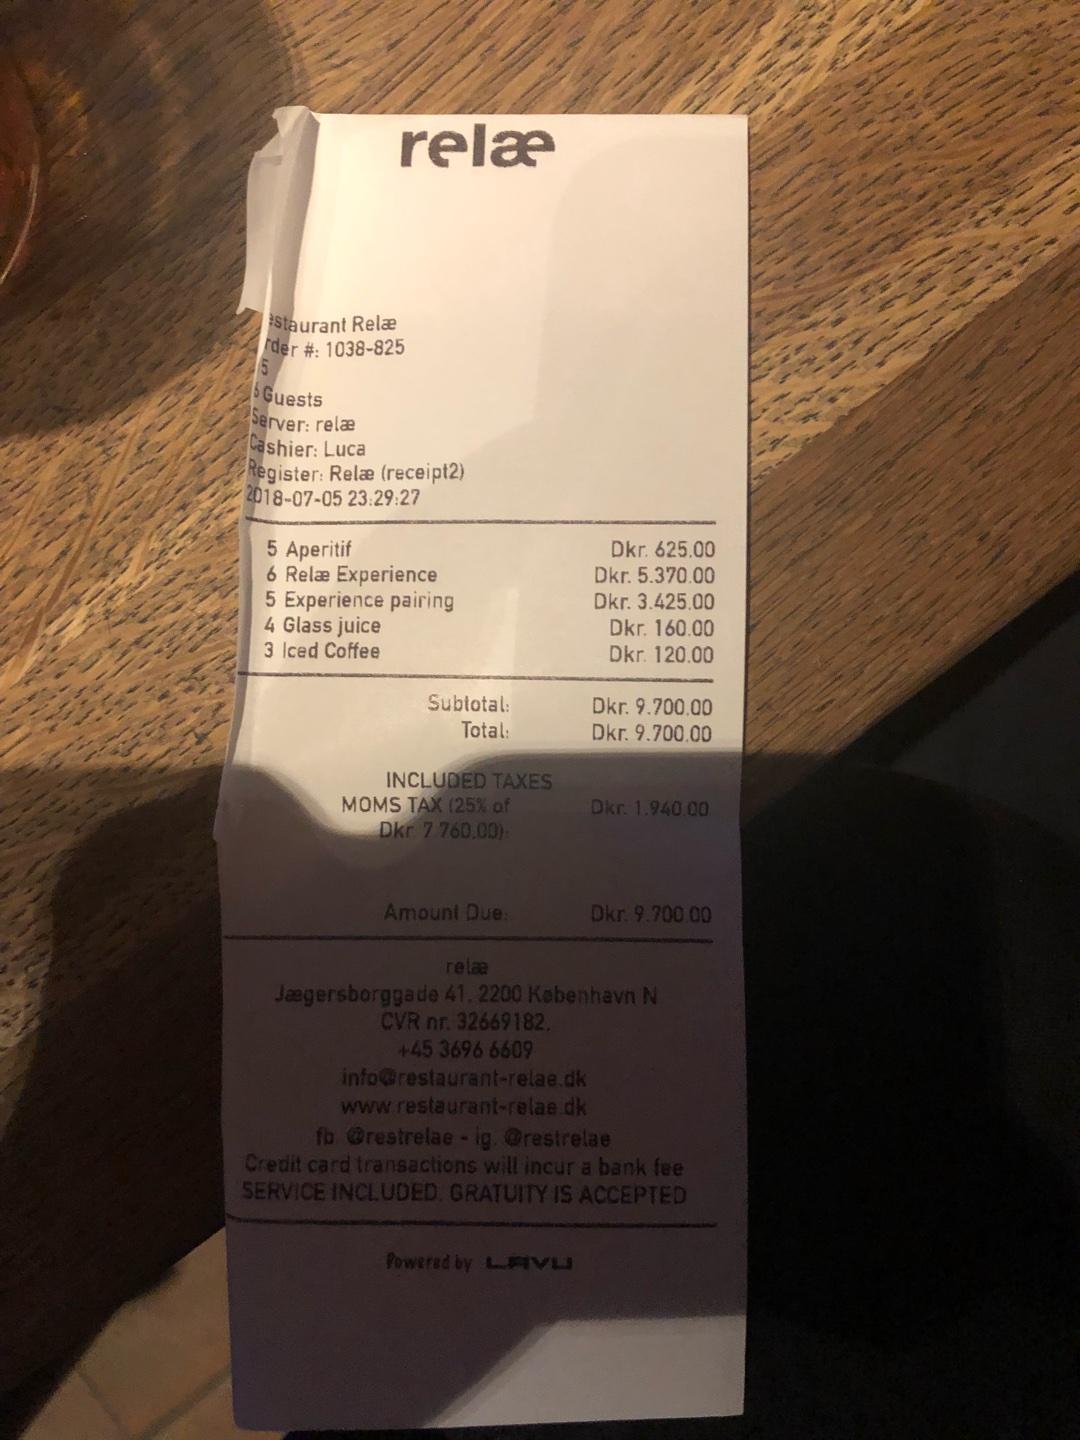 relæ
estaurant Relæ
rder #: 1038-825
5
6 Guests
Server: relæ
Cashier: Luca
Register: Relæ (receipt2)
2018-07-05 23:29:27
5 Aperitif Dkr. 625.00
6 Relæ Experience Dkr. 5.370.00
5 Experience pairing Dkr. 3.425.00
4 Glass juice Dkr. 160.00
3 Iced Coffee Dkr. 120.00
Subtotal: Dkr. 9.700.00
Total: Dkr. 9.700.00
INCLUDED TAXES
MOMS TAX (25% of Dkr. 1.940.00
Dkr. 7.760.00):
Amount Due: Dkr. 9.700.00
relæ
Jægersborggade 41, 2200 København N
CVR nr. 32669182.
+45 3696 6609
info@restaurant-relae.dk
www.restaurant-relae.dk
fb. @restrelae - ig. @restrelae
Credit card transactions will incur a bank fee
SERVICE INCLUDED. GRATUITY IS ACCEPTED
Powered by LAVU